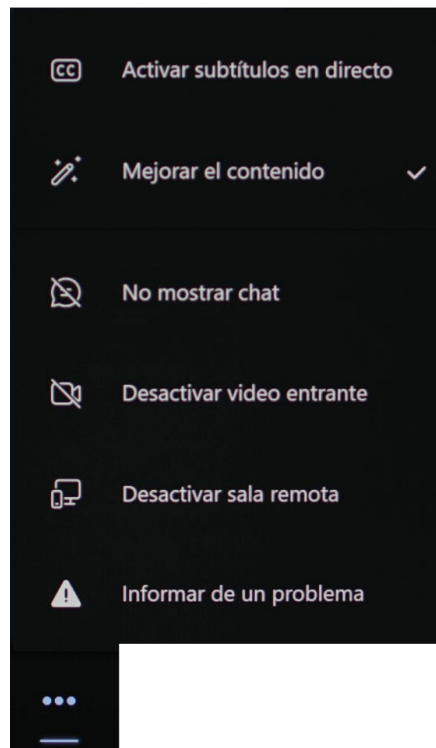 CC Activar subtítulos en directo
Mejorar el contenido
No mostrar chat
Desactivar video entrante
Desactivar sala remota
Informar de un problema